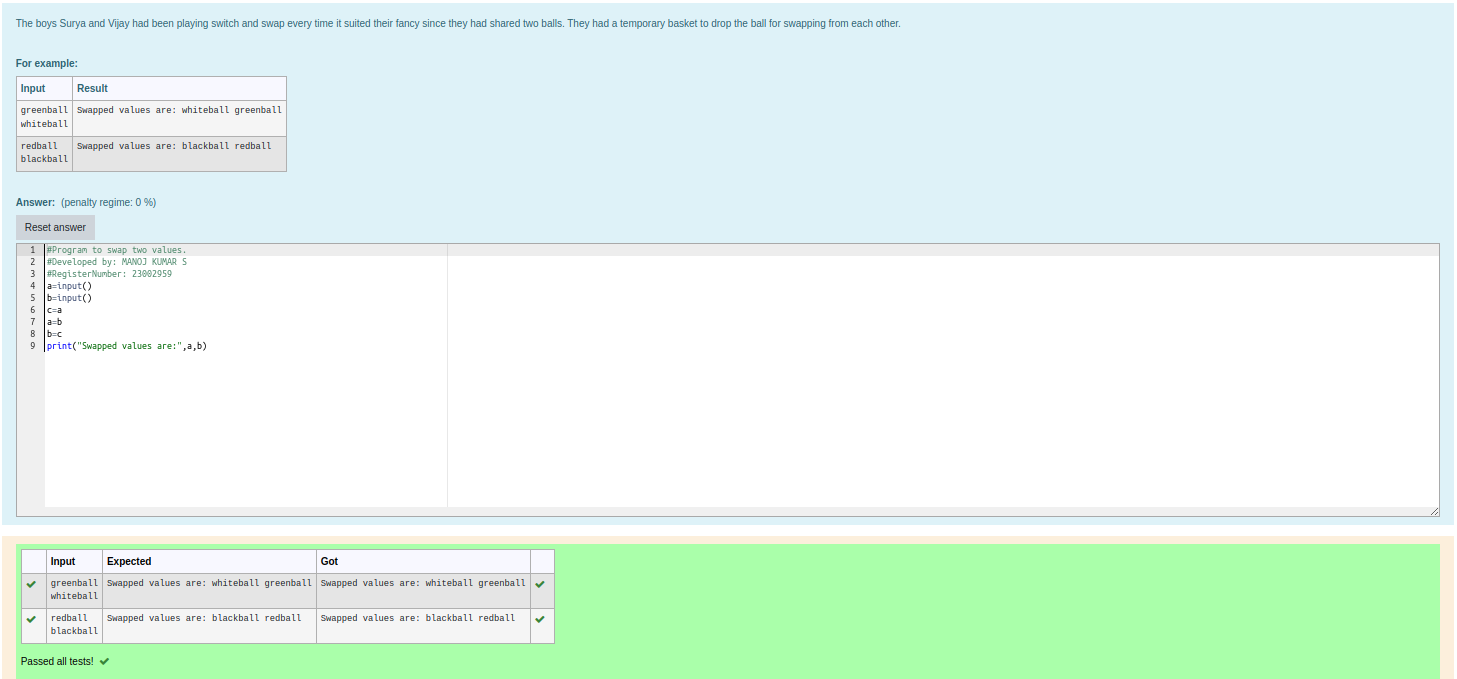 The boys Surya and Vijay had been playing switch and swap every time it suited their fancy since they had shared two balls. They had a temporary basket to drop the ball for swapping from each other.
For example:
Input Result
greenball Swapped values are: whiteball greenball
whiteball
redball Swapped values are: blackball redball
blackball
Answer: (penalty regime: 0 %)
Reset answer
1 #Program to swap two values.
2 #Developed by: MANOJ KUMAR S
3 #RegisterNumber: 23002959
4 a=input()
5 b=input()
6 c=a
7 a=b
8 b=c
9 print("Swapped values are:",a,b)
Input Expected Got
greenball Swapped values are: whiteball greenball Swapped values are: whiteball greenball
whiteball
redball Swapped values are: blackball redball Swapped values are: blackball redball
blackball
Passed all tests!